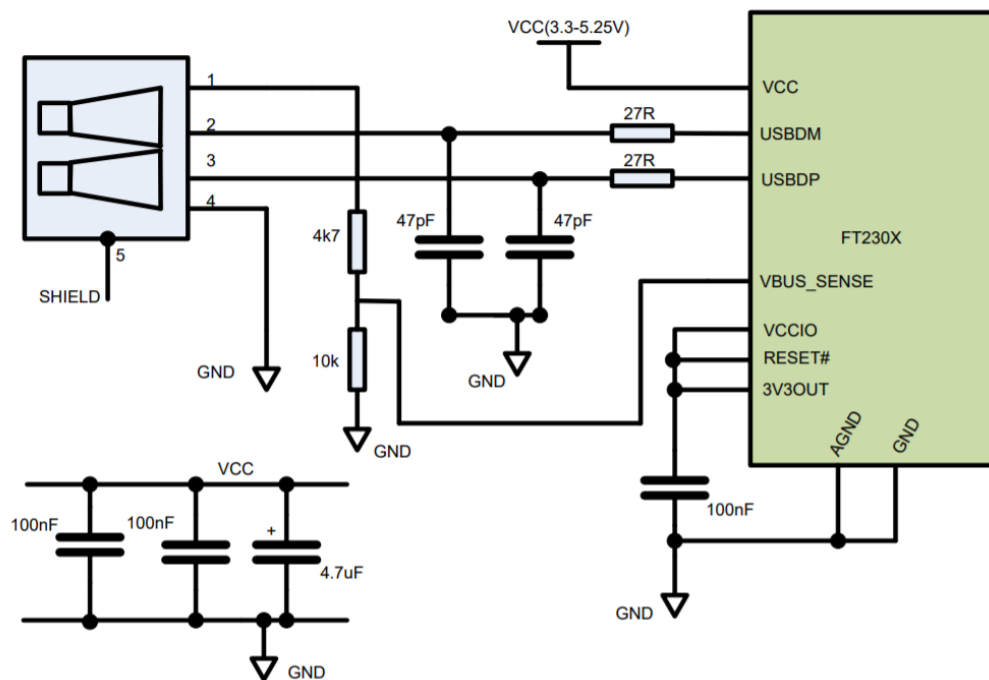 VCC(3.3-5.25V)
1
VCC
27R
2
USBDM
27R
3
USBDP
4
47pF
47pF
4k7
FT230X
5
SHIELD
VBUS_SENSE
VCCIO
10k
RESET#
GND
GND
3V3OUT
GND
AGND
GND
VCC
100nF
100nF
100nF
+
4.7uF
GND
GND